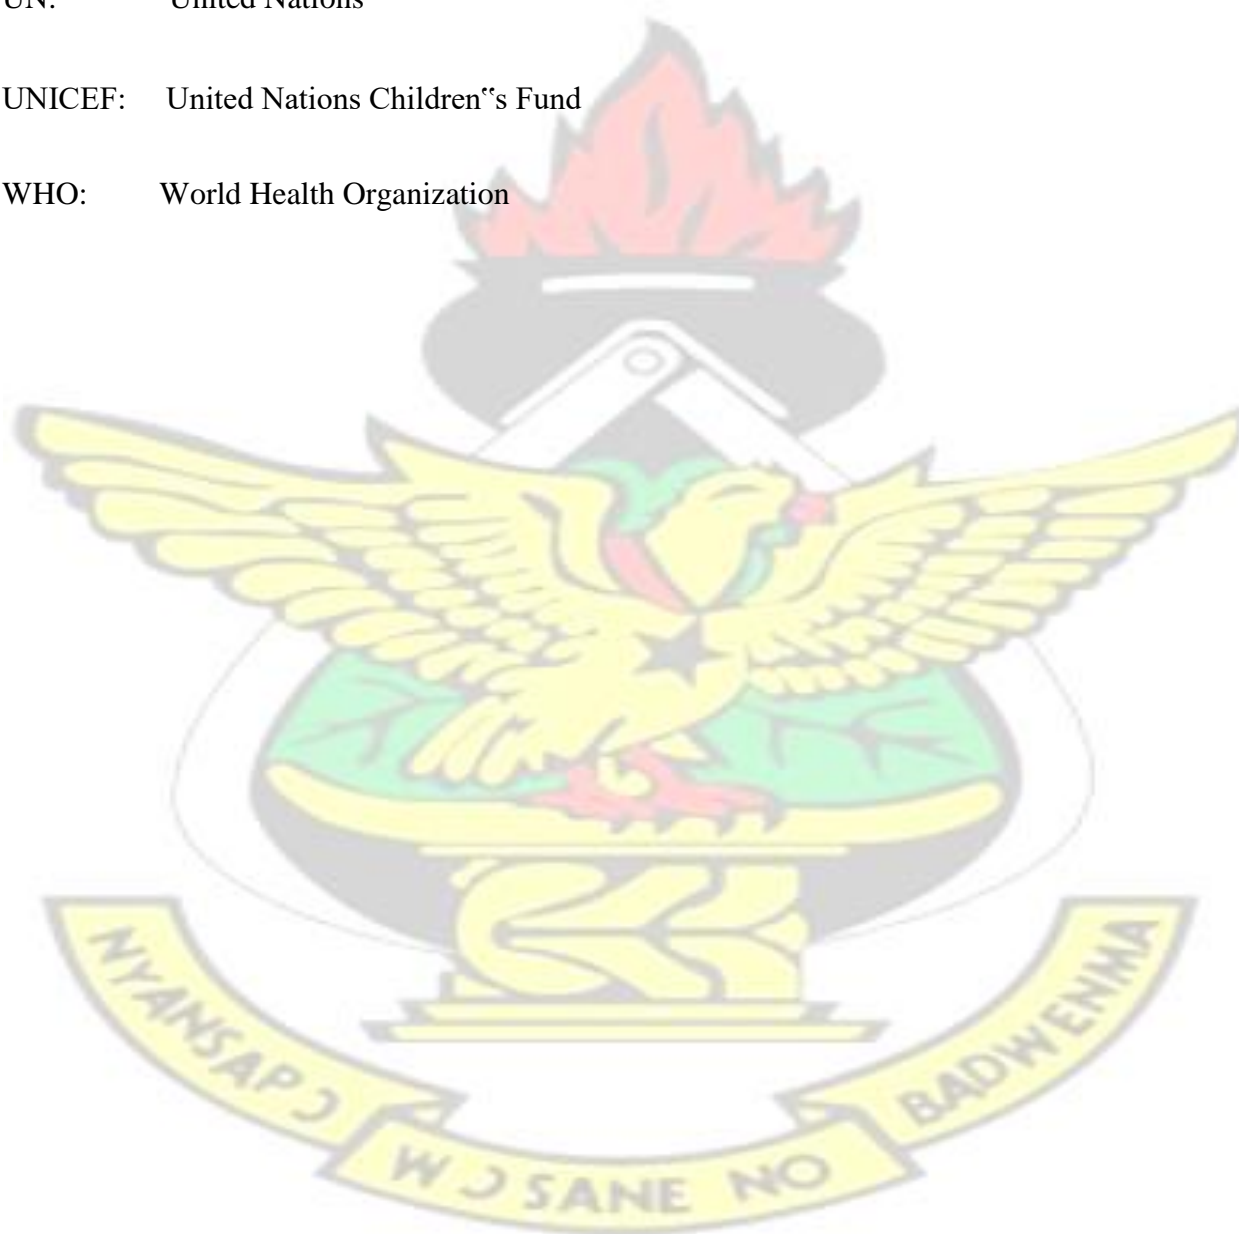 UN: United Nations
UNICEF: United Nations Children‟s Fund
WHO: World Health Organization
NYANSAPƆ
WƆSANE NO
BADWENMA